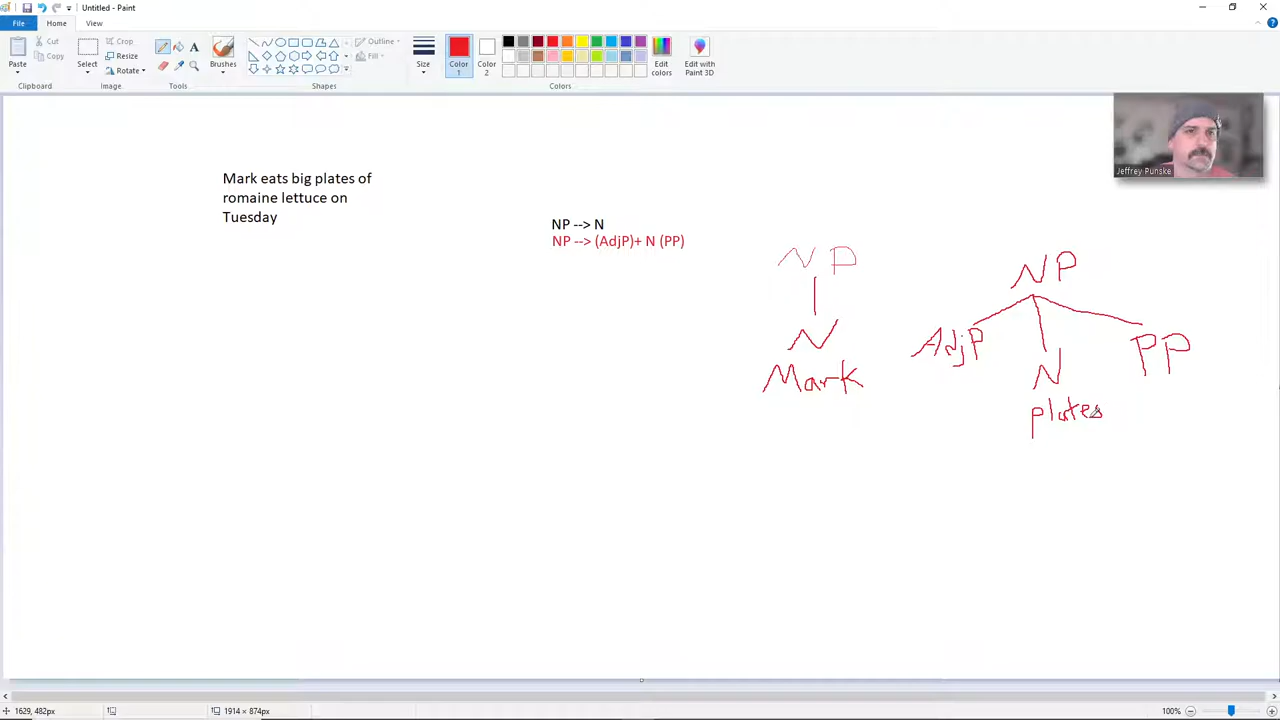 Untitled - Paint
File
Home
View
Paste
Cut
Copy
Clipboard
Select
Crop
Resize
Rotate
Image
A
Tools
Brushes
Outline
Fill
Shapes
Size
Color
1
Color
2
Edit
colors
Edit with
Paint 3D
Colors
Jeffrey Punske
Mark eats big plates of
romaine lettuce on
Tuesday
NP --> N
NP --> (AdjP)+ N (PP)
NP
N
Mark
NP
AdjP
N
PP
plates
1629, 482px
1914 × 874px
100%